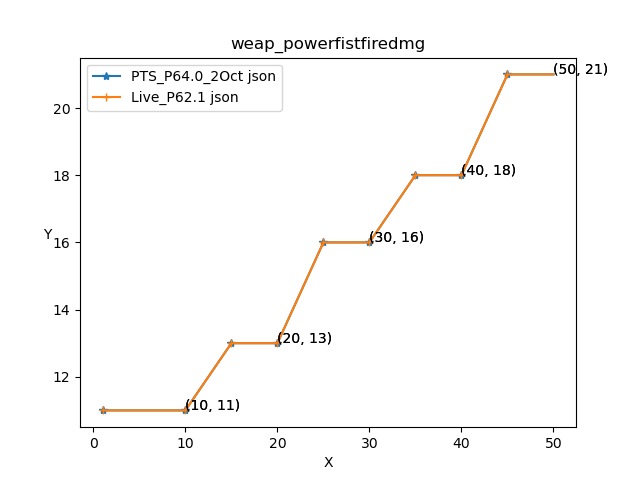 weap_powerfistfiredmg
PTS_P64.0_2Oct json
Live_P62.1 json
(50, 21)
20
(40, 18)
18
(30, 16)
16
Y
14
(20, 13)
12
(10, 11)
0 10 20 30 40 50
X